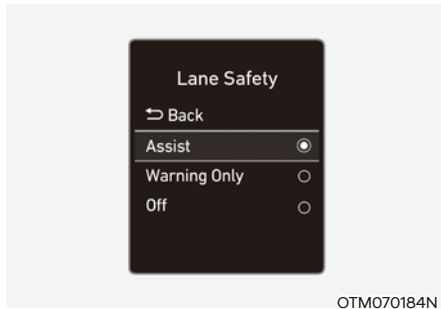 Lane Safety
Back
Assist
Warning Only
Off
OTM070184N